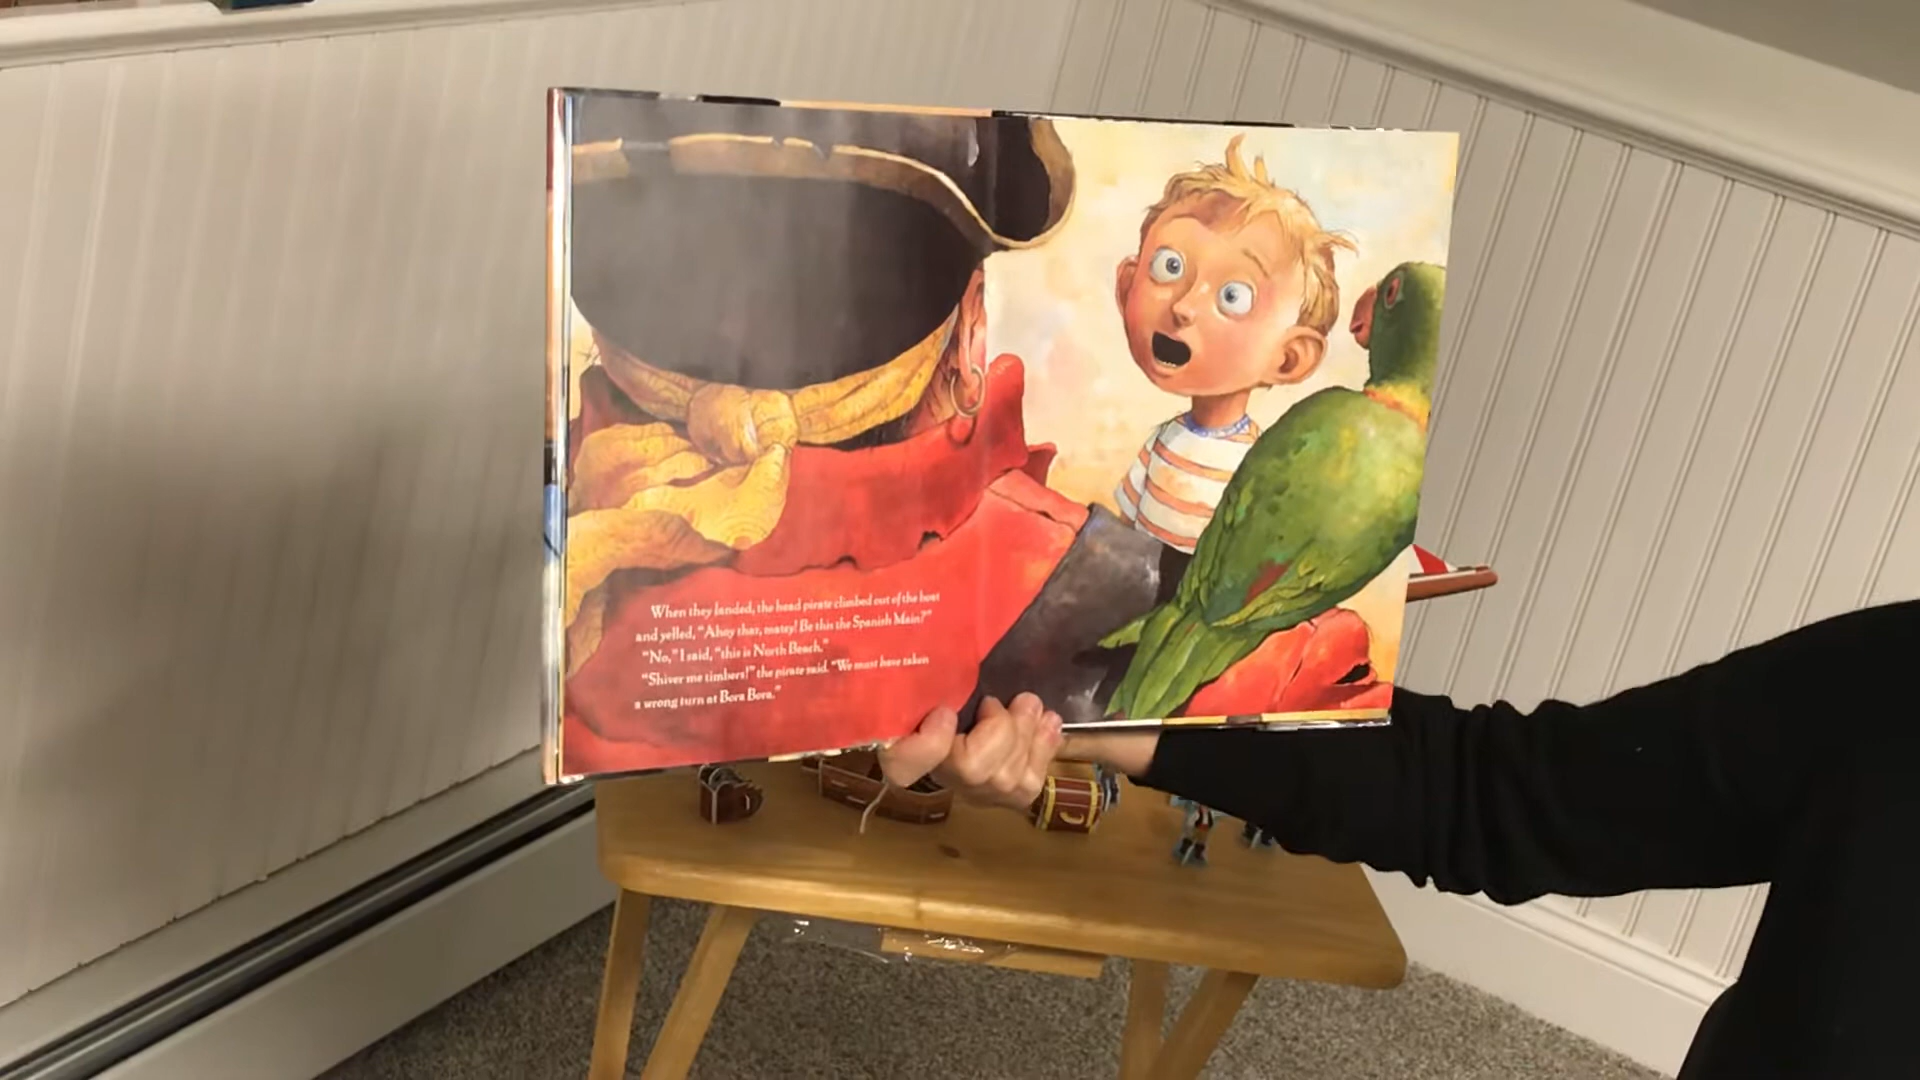 When they landed, the head pirate climbed out of the boat
and yelled, "Ahoy thar, matey! Be this the Spanish Main?"
"No," I said, "this is North Beach."
"Shiver me timbers!" the pirate said. "We must have taken
a wrong turn at Bora Bora."